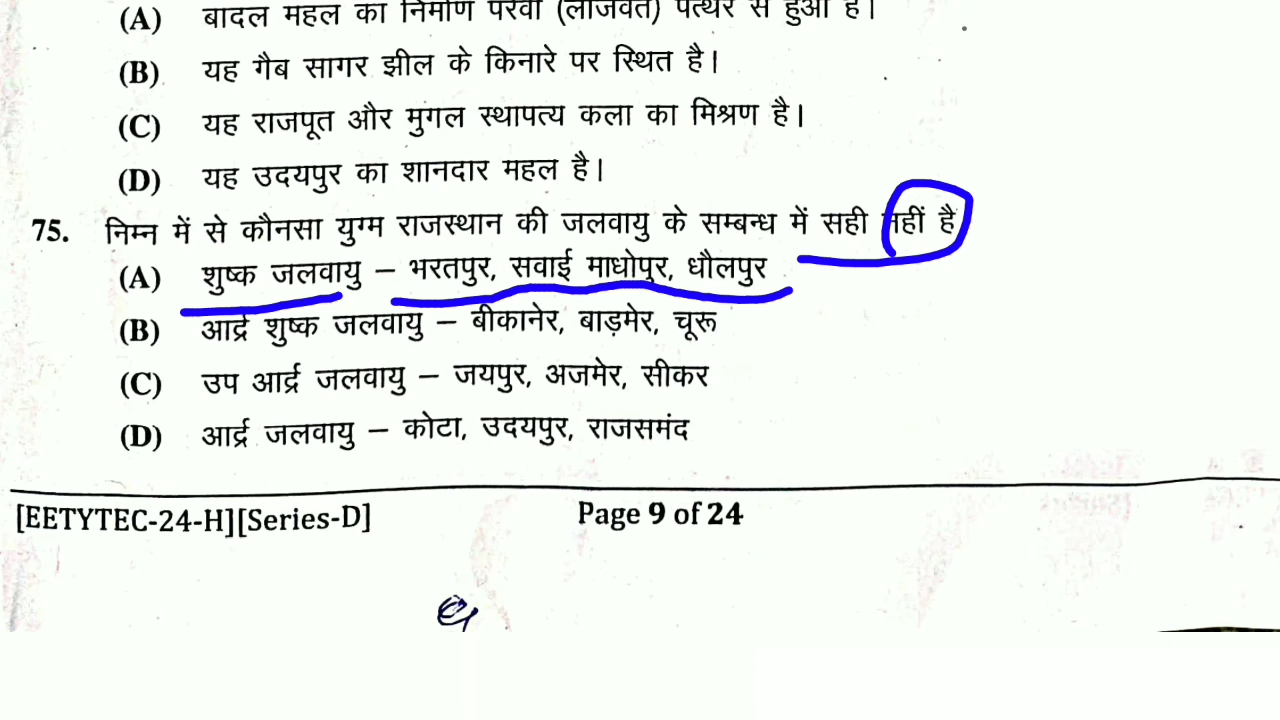 (A) बादल महल का निर्माण परेवा (लाजवर्त) पत्थर से हुआ है।
(B) यह गैब सागर झील के किनारे पर स्थित है।
(C) यह राजपूत और मुगल स्थापत्य कला का मिश्रण है।
(D) यह उदयपुर का शानदार महल है।
75. निम्न में से कौनसा युग्म राजस्थान की जलवायु के सम्बन्ध में सही नहीं है
(A) शुष्क जलवायु – भरतपुर, सवाई माधोपुर, धौलपुर
(B) आर्द्र शुष्क जलवायु – बीकानेर, बाड़मेर, चूरू
(C) उप आर्द्र जलवायु – जयपुर, अजमेर, सीकर
(D) आर्द्र जलवायु – कोटा, उदयपुर, राजसमंद
[EETYTEC-24-H][Series-D] Page 9 of 24